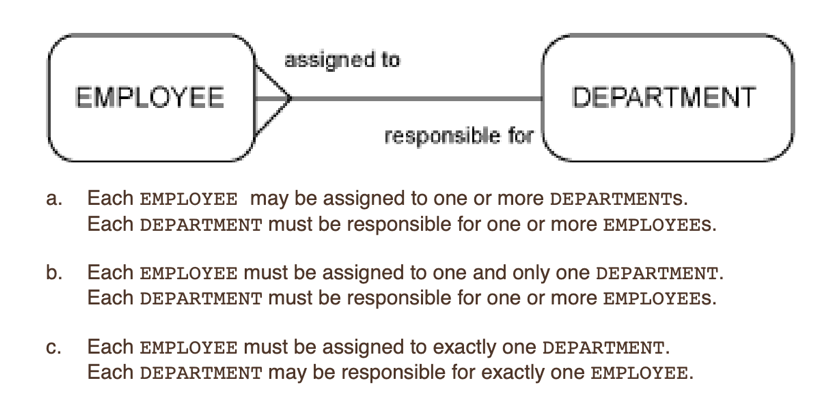 assigned to
EMPLOYEE
DEPARTMENT
responsible for
a. Each EMPLOYEE may be assigned to one or more DEPARTMENTs.
Each DEPARTMENT must be responsible for one or more EMPLOYEEs.
b. Each EMPLOYEE must be assigned to one and only one DEPARTMENT.
Each DEPARTMENT must be responsible for one or more EMPLOYEEs.
c. Each EMPLOYEE must be assigned to exactly one DEPARTMENT.
Each DEPARTMENT may be responsible for exactly one EMPLOYEE.